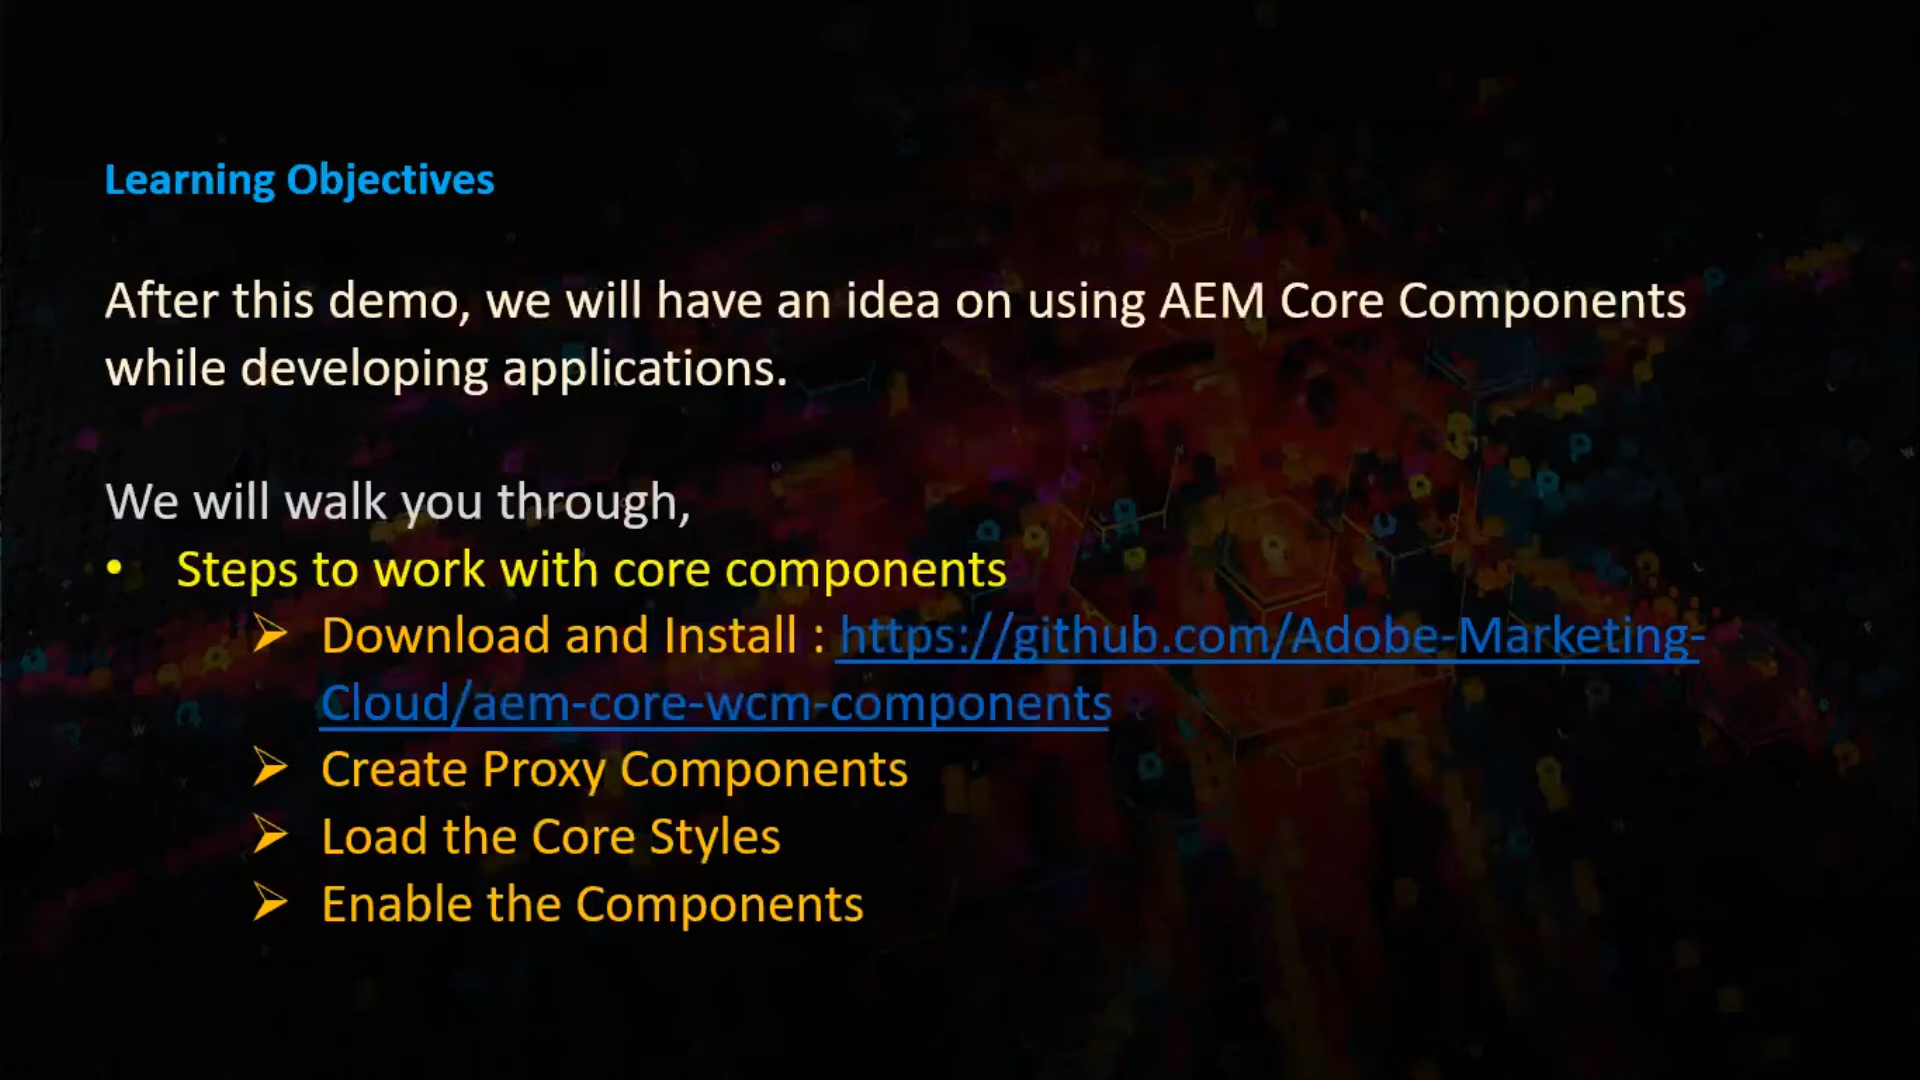 Learning Objectives
After this demo, we will have an idea on using AEM Core Components
while developing applications.
We will walk you through,
• Steps to work with core components
➢ Download and Install : https://github.com/Adobe-Marketing-
Cloud/aem-core-wcm-components
➢ Create Proxy Components
➢ Load the Core Styles
➢ Enable the Components